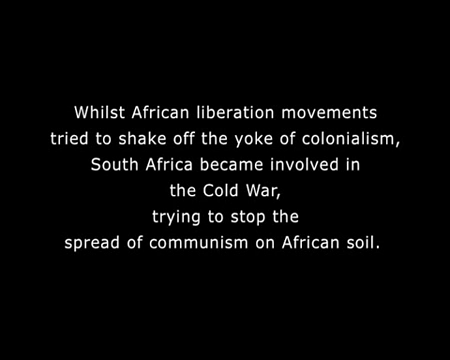 Whilst African liberation movements
tried to shake off the yoke of colonialism,
South Africa became involved in
the Cold War,
trying to stop the
spread of communism on African soil.